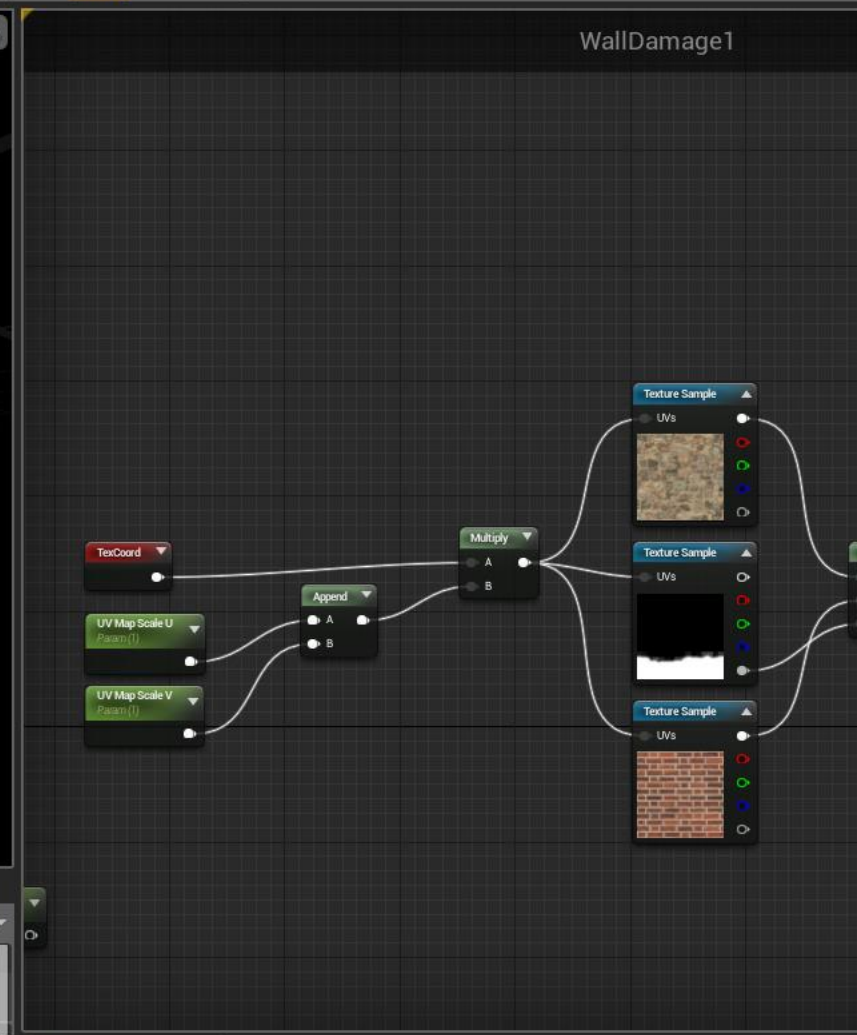 WallDamage1
Texture Sample
UVs
Texture Sample
UVs
Texture Sample
UVs
TexCoord
Multiply
A
B
Append
A
B
UV Map Scale U
Param (1)
UV Map Scale V
Param (1)